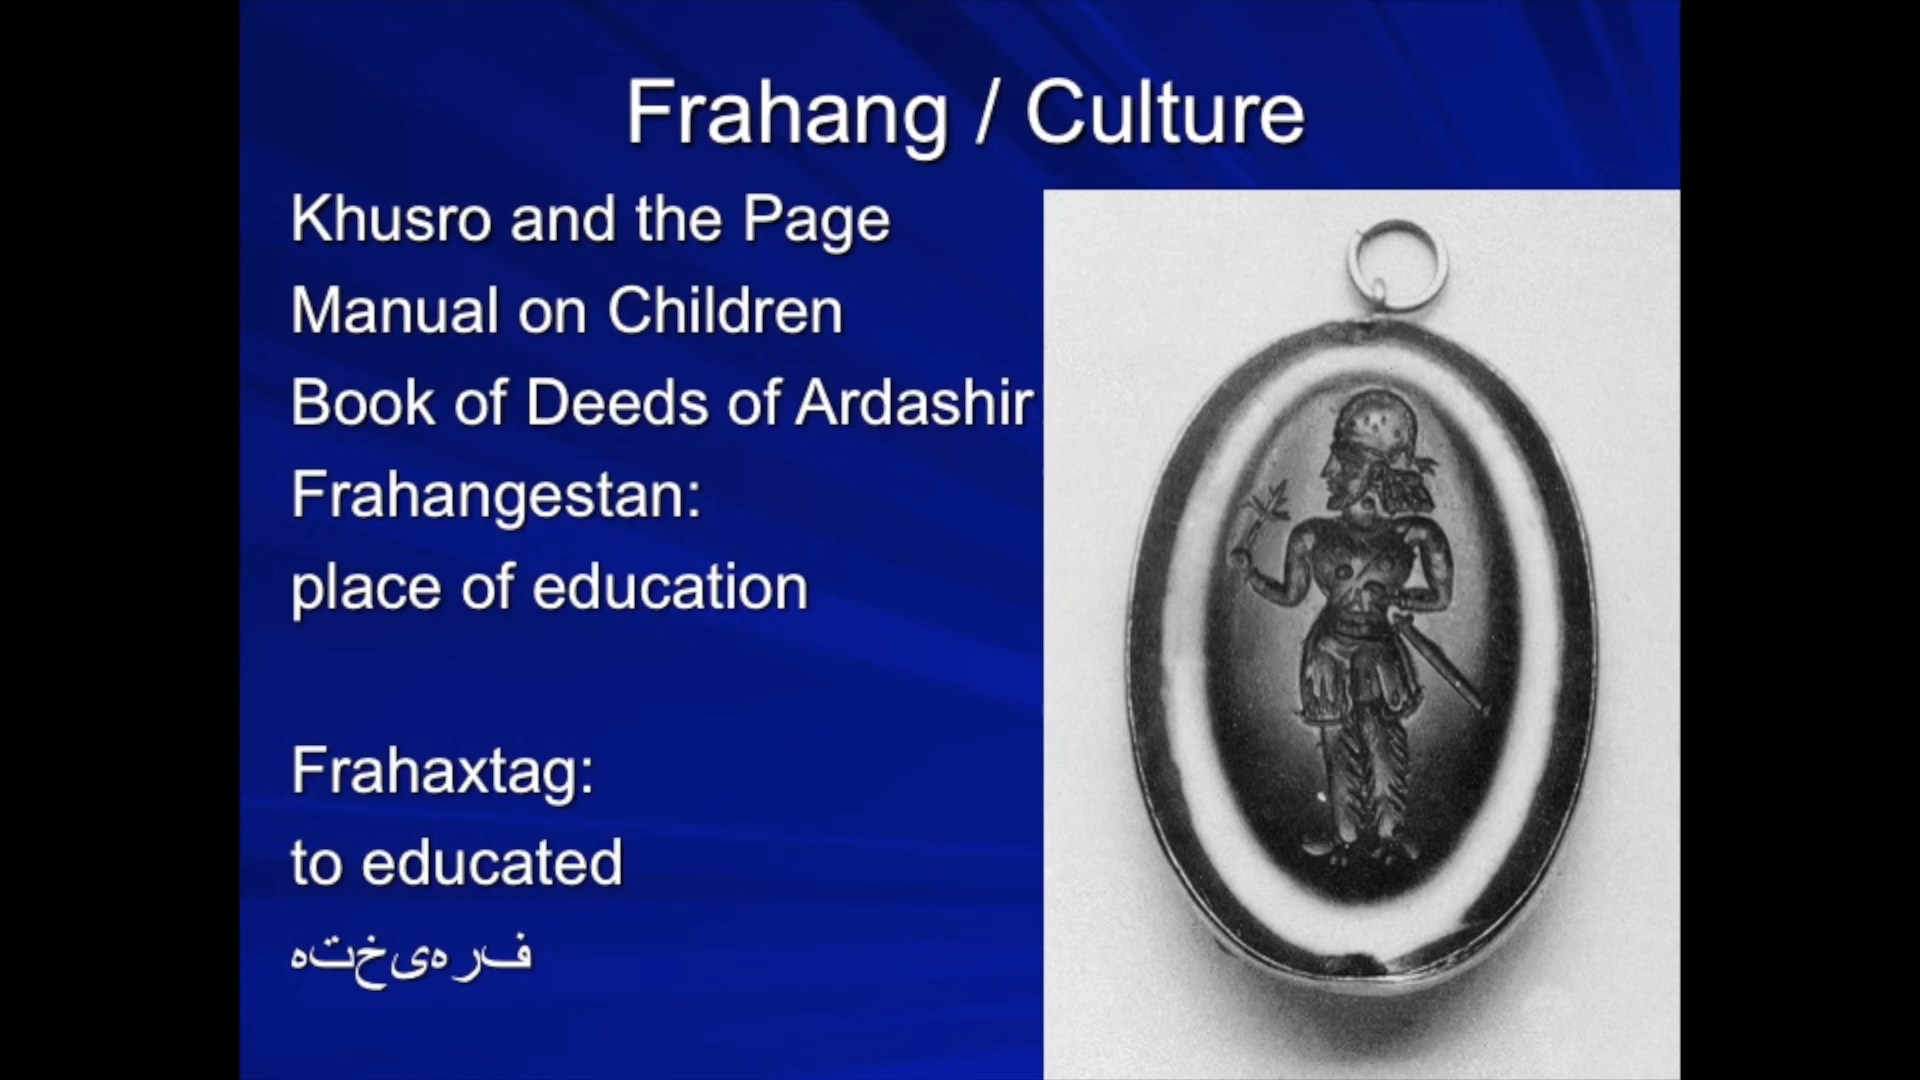 Frahang / Culture
Khusro and the Page
Manual on Children
Book of Deeds of Ardashir
Frahangestan:
place of education
Frahaxtag:
to educated
فرهیخته